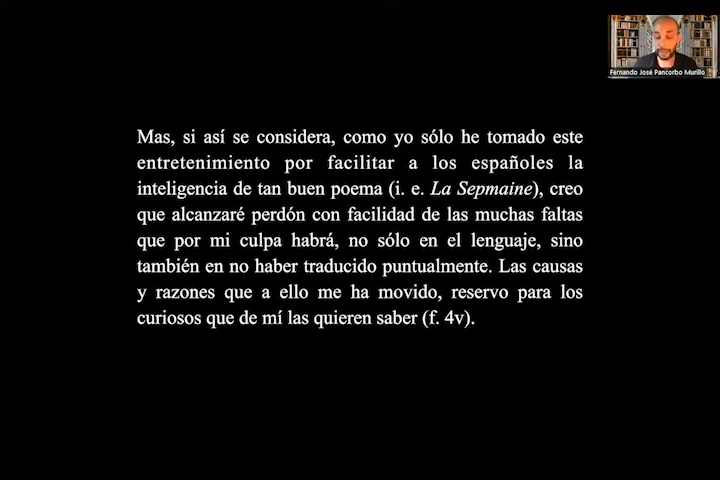 Fernando José Pancorbo Murillo
Mas, si así se considera, como yo sólo he tomado este
entretenimiento por facilitar a los españoles la
inteligencia de tan buen poema (i. e. La Sepmaine), creo
que alcanzaré perdón con facilidad de las muchas faltas
que por mi culpa habrá, no sólo en el lenguaje, sino
también en no haber traducido puntualmente. Las causas
y razones que a ello me ha movido, reservo para los
curiosos que de mí las quieren saber (f. 4v).